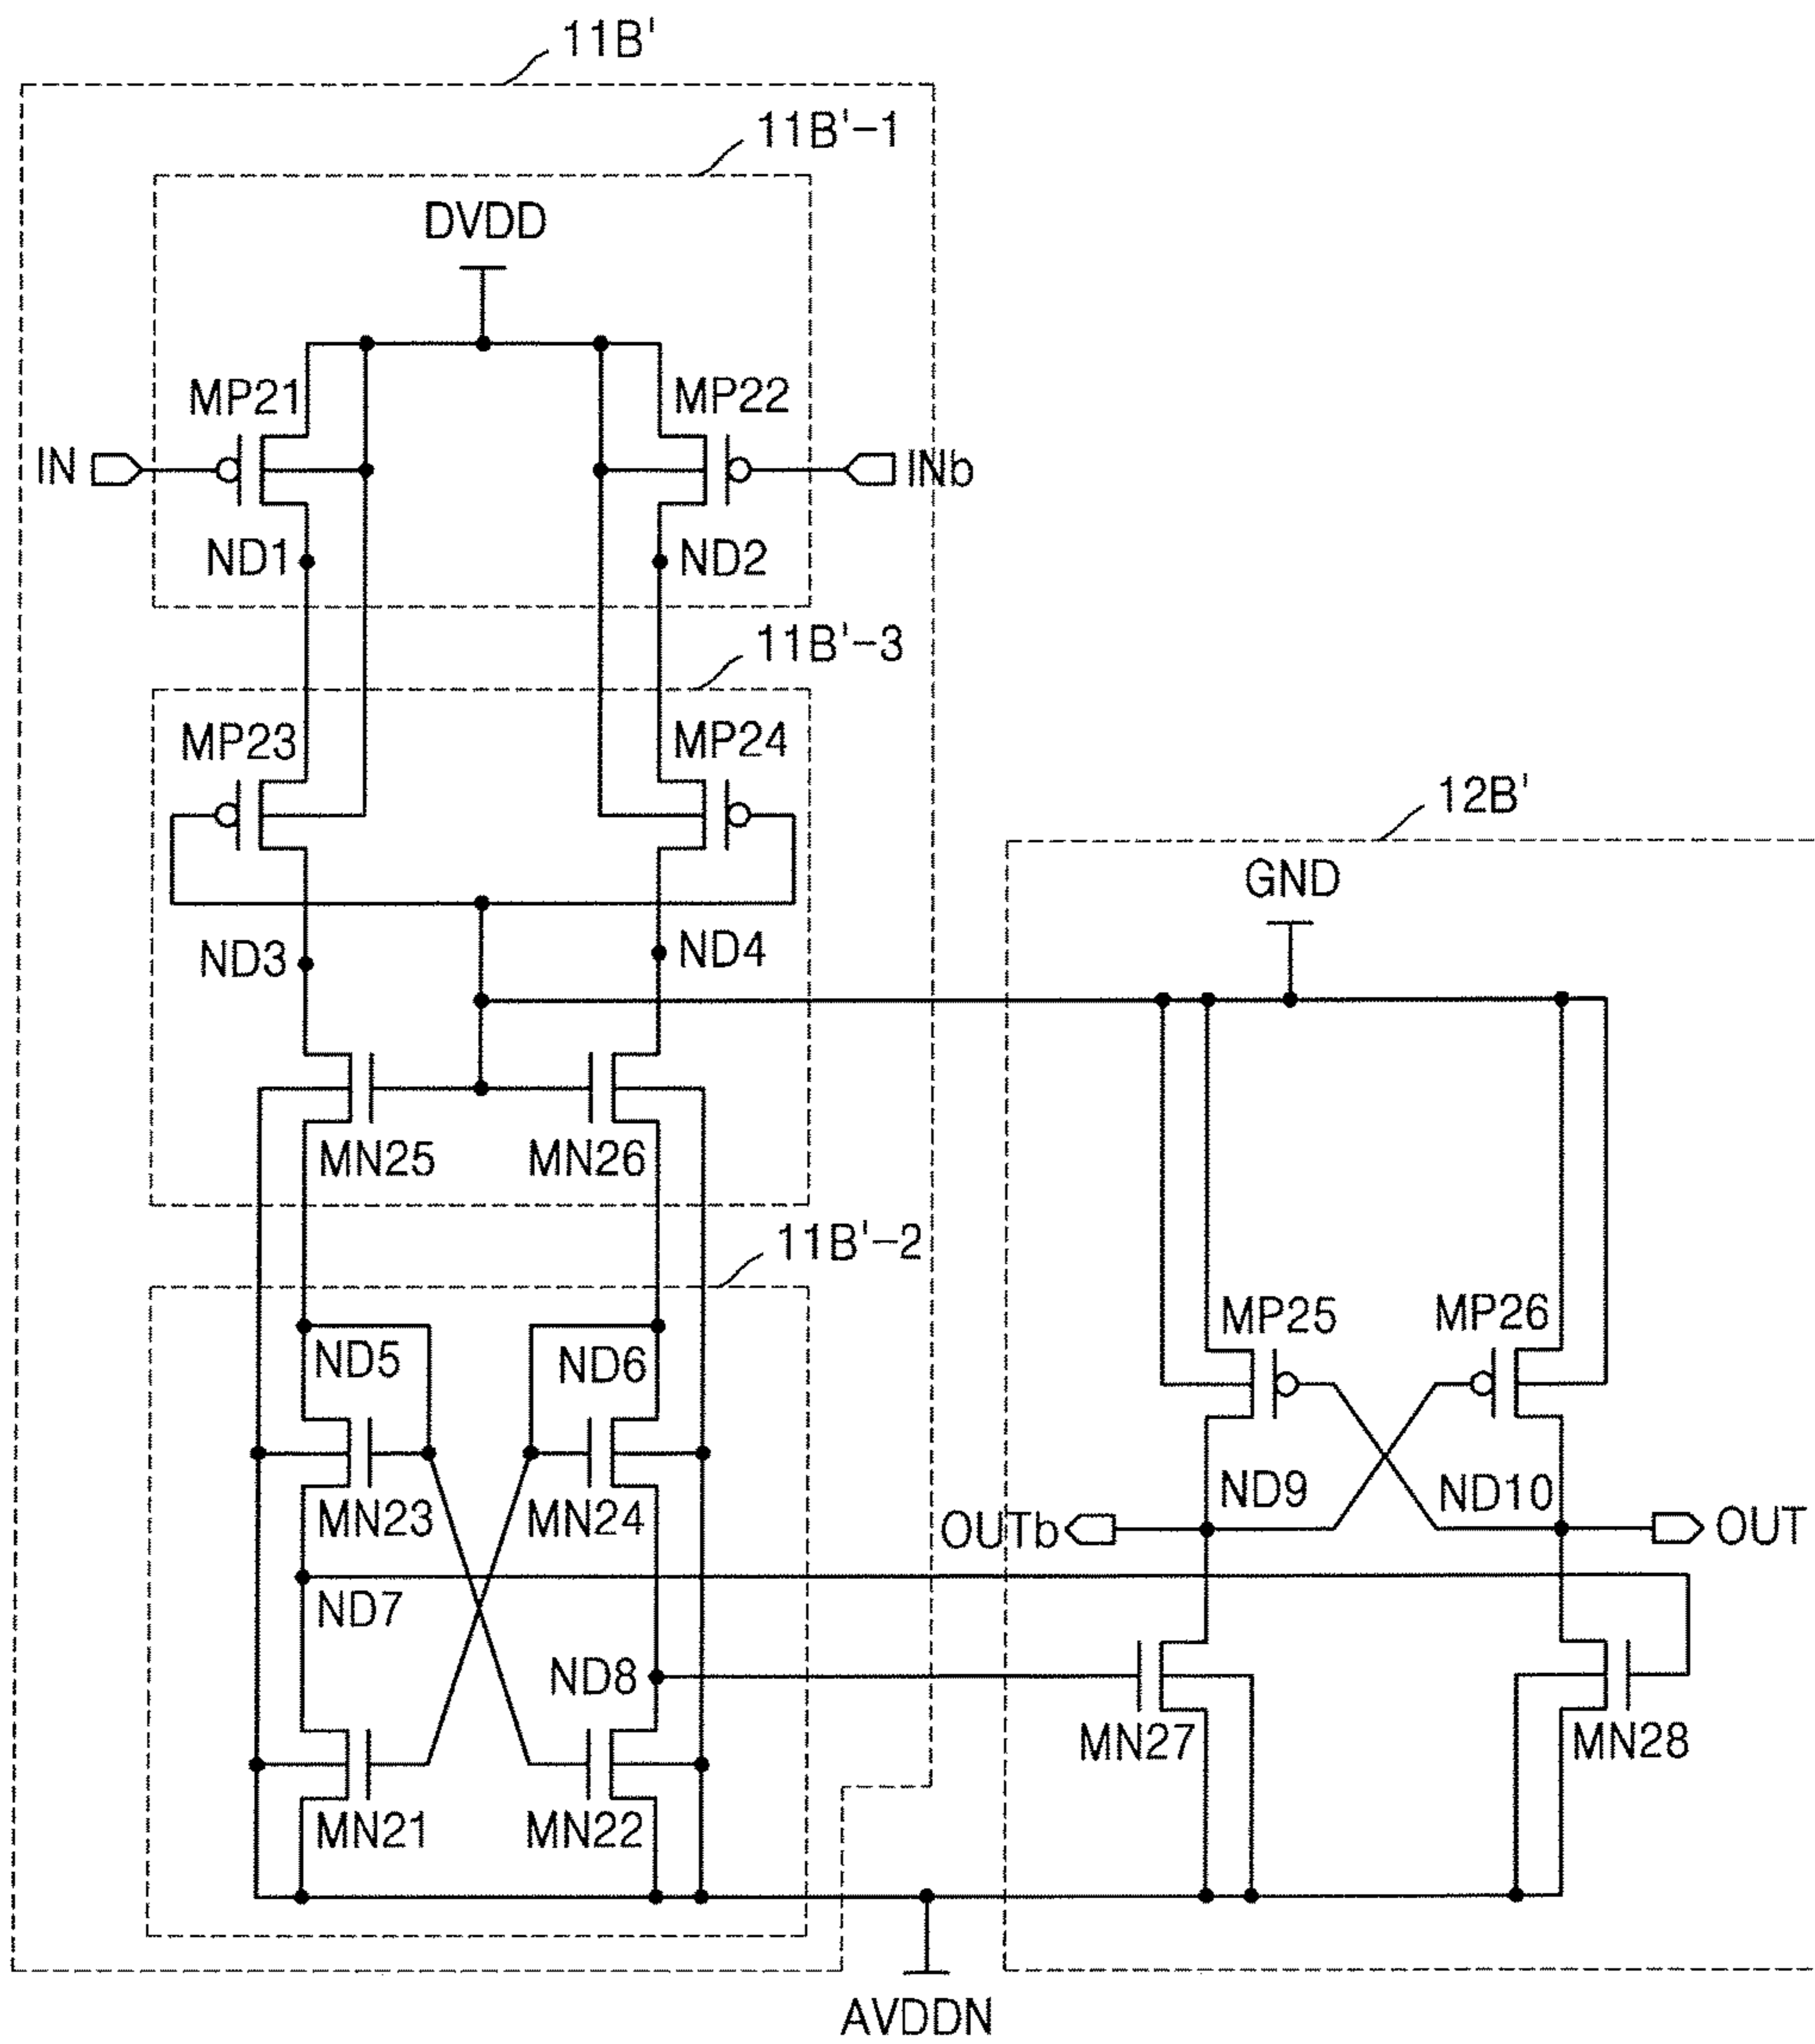 11B'
11B'-1
DVDD
MP21
MP22
IN
INb
ND1
ND2
11B'-3
MP23
MP24
12B'
GND
ND3
ND4
MN25
MN26
11B'-2
MP25
MP26
ND5
ND6
ND9
ND10
MN23
MN24
OUTb
OUT
ND7
ND8
MN27
MN28
MN21
MN22
AVDDN